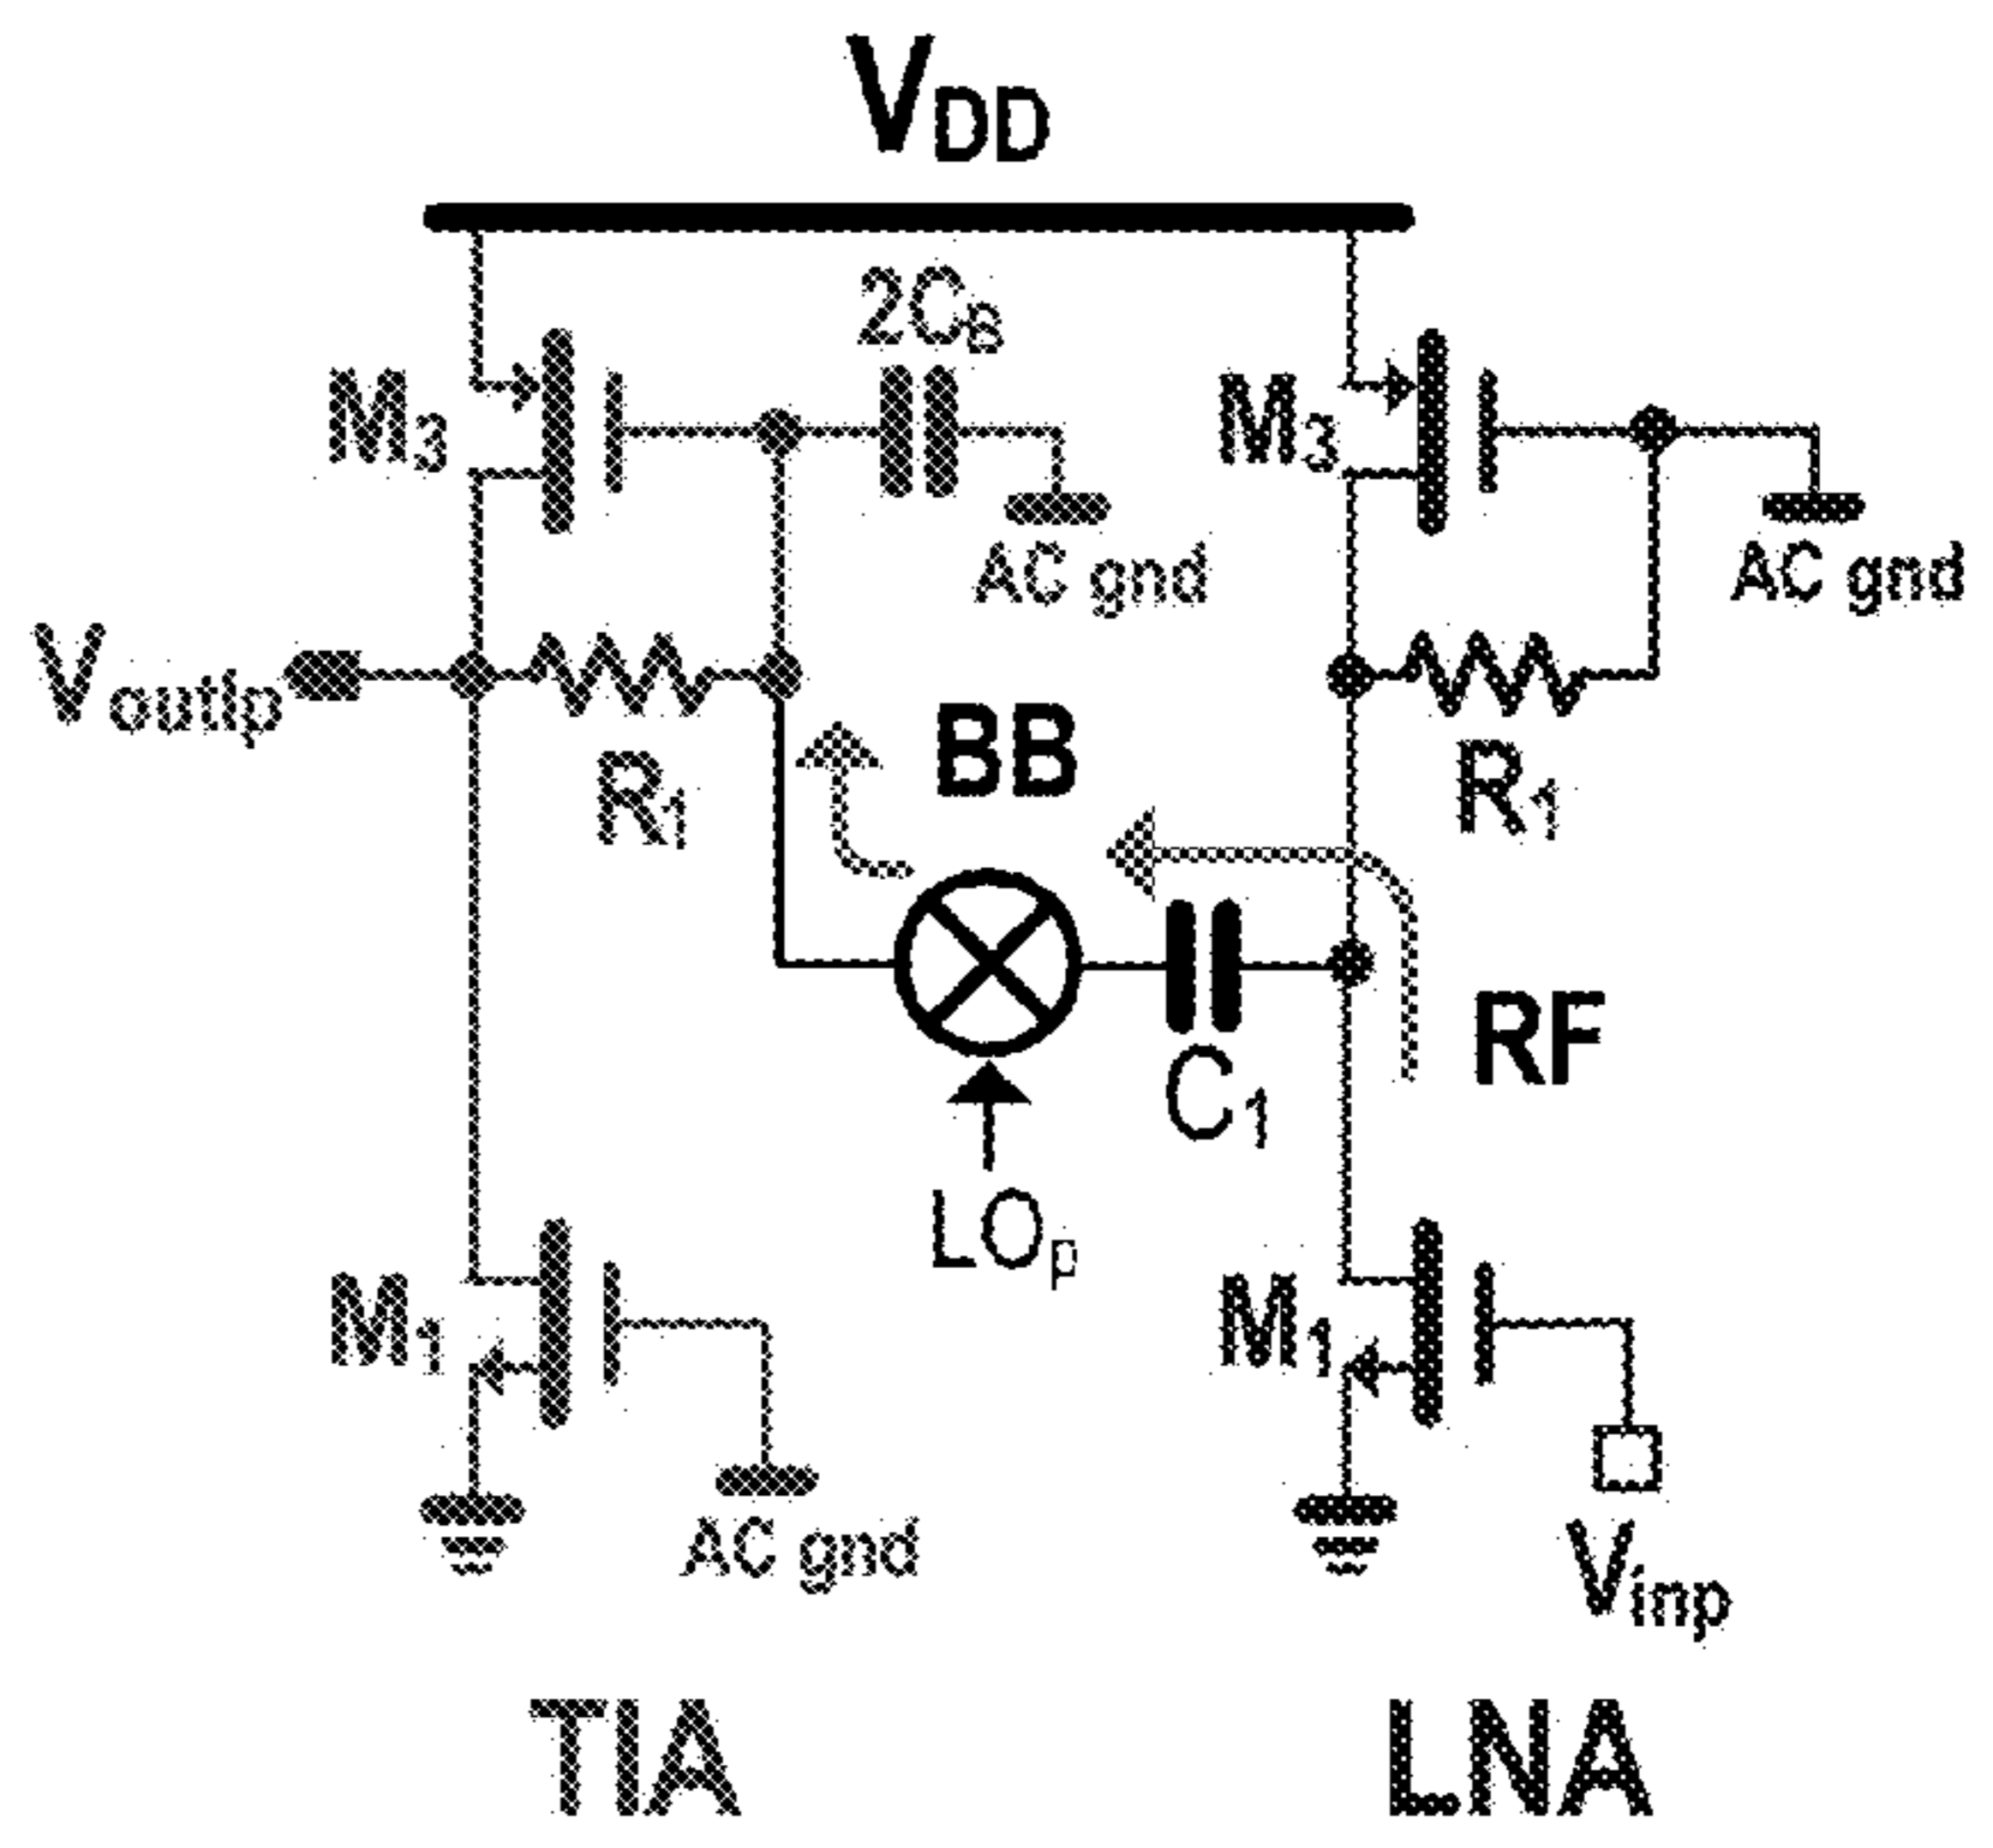 VDD
2CB
M3
M3
AC gnd
AC gnd
VoutIp
R1
BB
R1
RF
C1
LOp
M1
M1
AC gnd
Vinp
TIA
LNA